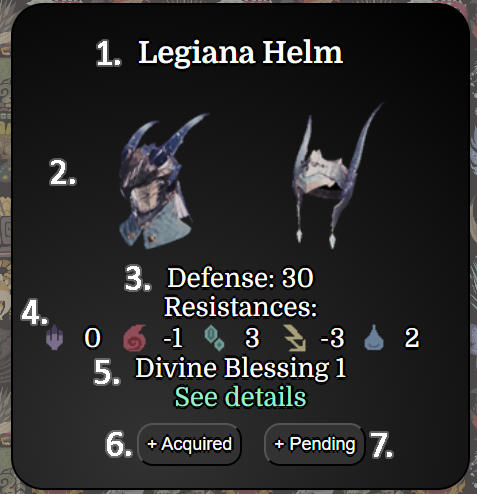 1. Legiana Helm
2.
3. Defense: 30
Resistances:
4. 0 -1 3 -3 2
5. Divine Blessing 1
See details
6. + Acquired + Pending 7.